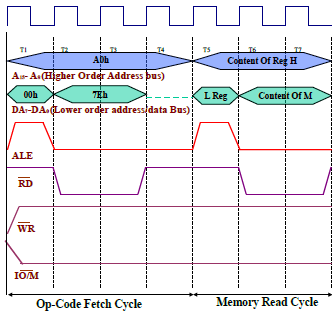 T1 T2 T3 T4 T5 T6 T7
A0h Content Of Reg H
A15- A8(Higher Order Address bus)
00h 7Eh L Reg Content Of M
DA7-DA0(Lower order address/data Bus)
ALE
RD
WR
IO/M
Op-Code Fetch Cycle Memory Read Cycle